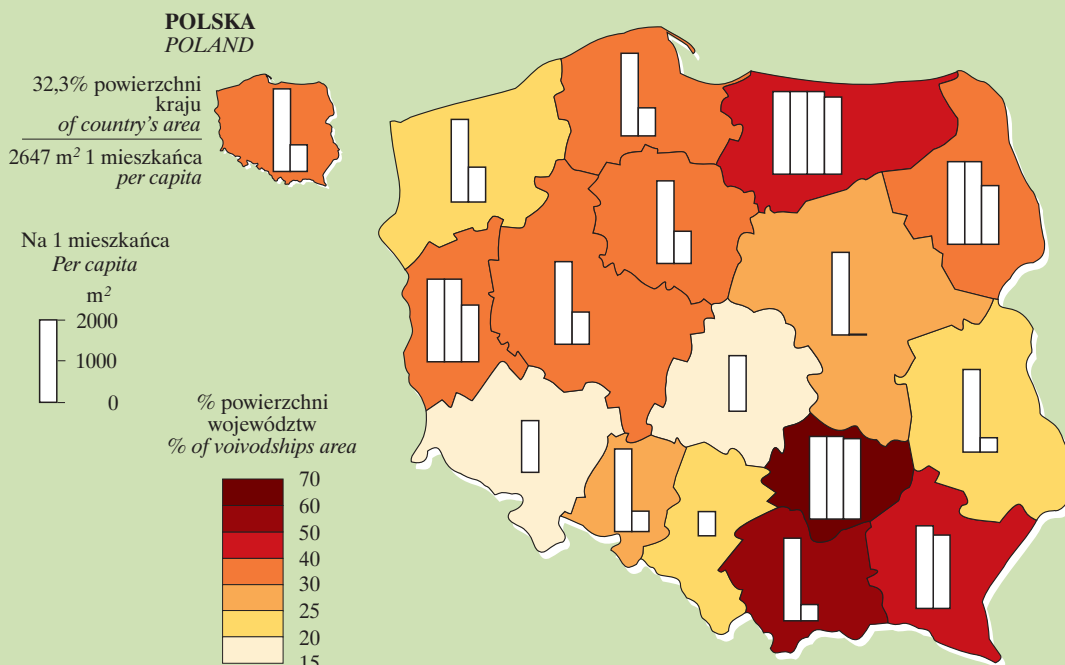 POLSKA
POLAND
32,3% powierzchni
kraju
of country's area
2647 m² 1 mieszkańca
per capita
Na 1 mieszkańca
Per capita
m²
2000
1000
0
% powierzchni
województw
% of voivodships area
70
60
50
40
30
25
20
15